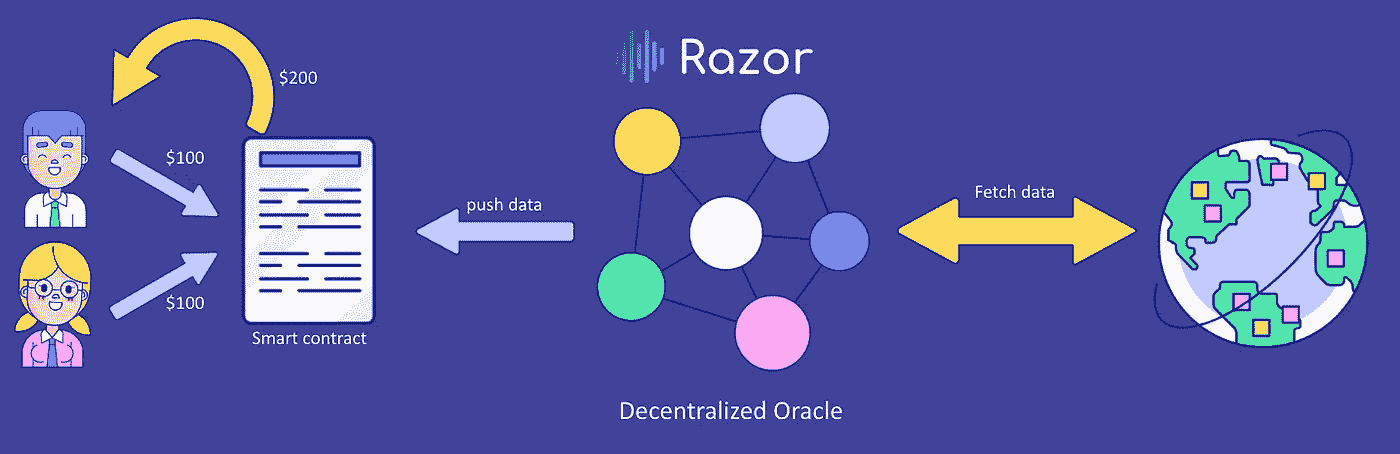 $200
Razor
$100
push data
Fetch data
$100
Smart contract
Decentralized Oracle